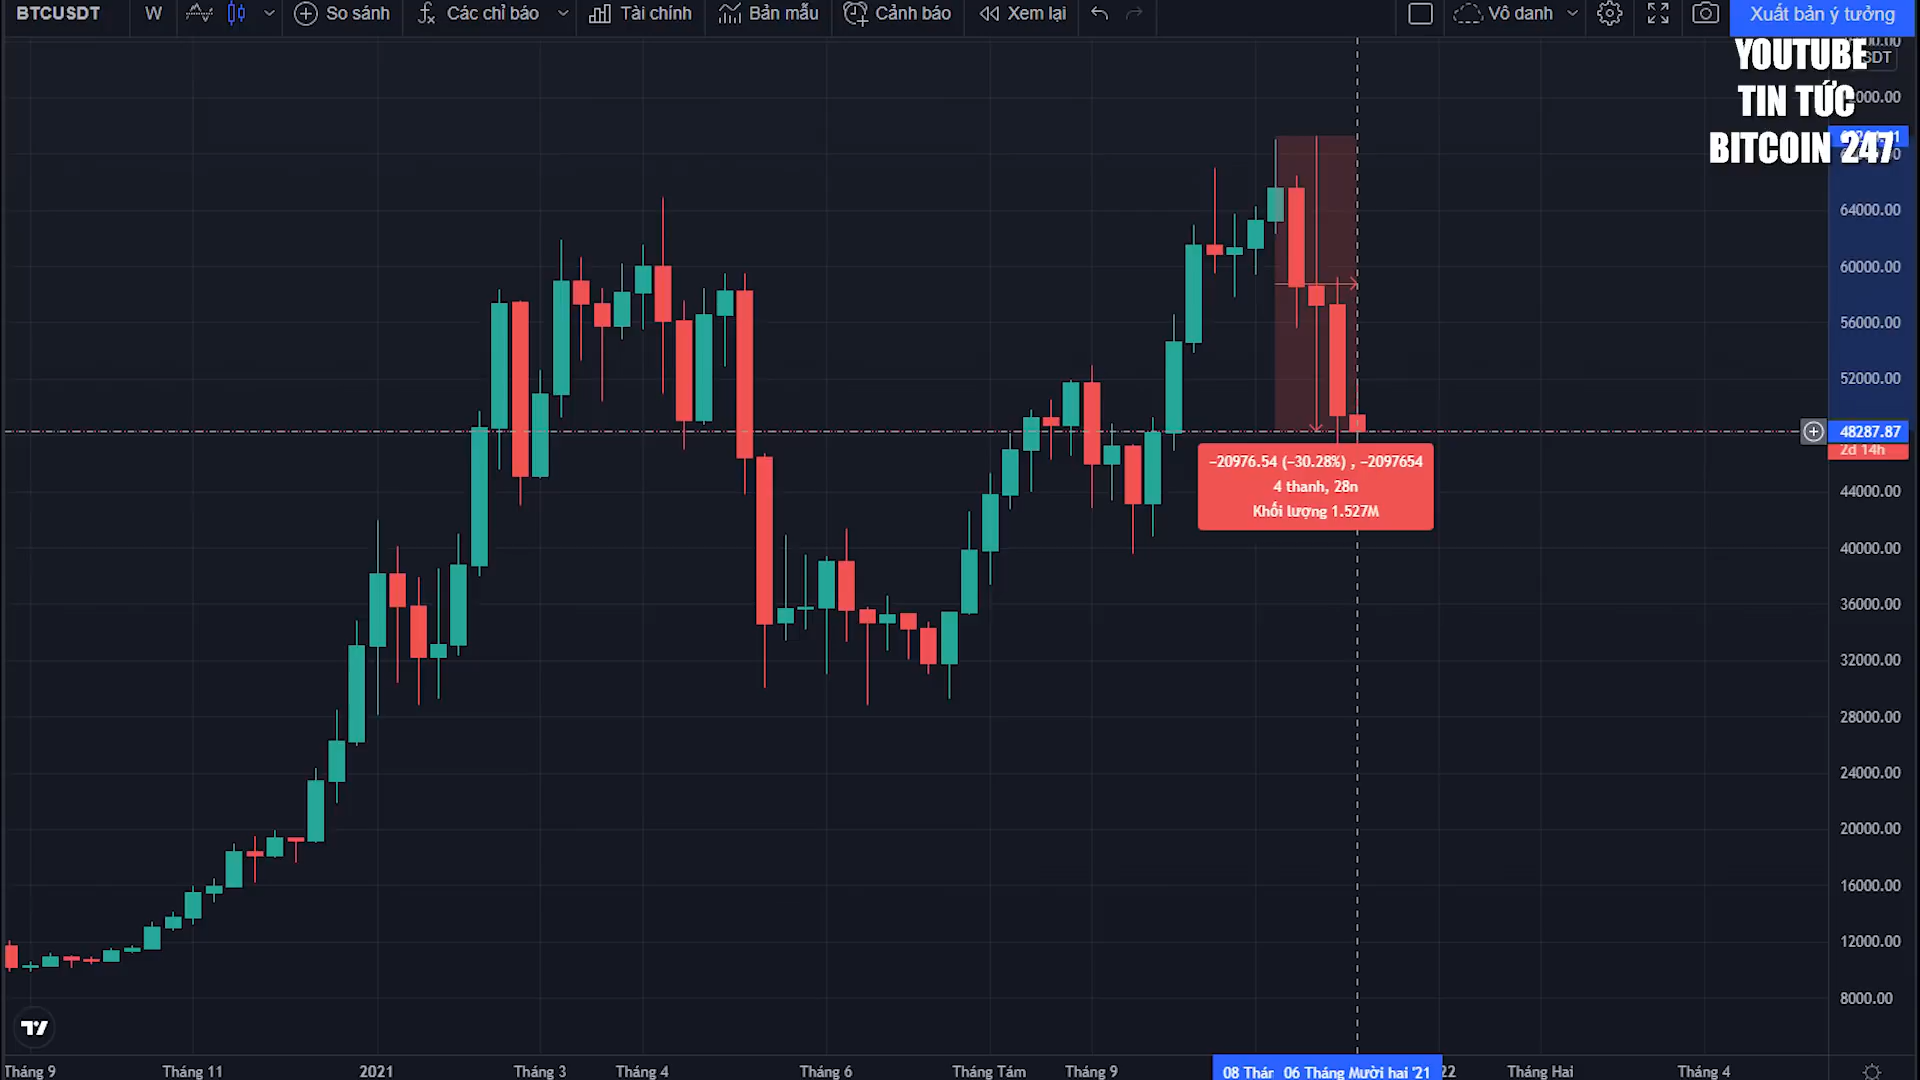 BTCUSDT W So sánh Các chỉ báo Tài chính Bản mẫu Cảnh báo Xem lại Vô danh Xuất bản ý tưởng
YOUTUBE
TIN TỨC
BITCOIN 247
64000.00
60000.00
56000.00
52000.00
48287.87
2d 14h
−20976.54 (−30.28%) , −2097654
4 thanh, 28n
Khối lượng 1.527M
44000.00
40000.00
36000.00
32000.00
28000.00
24000.00
20000.00
16000.00
12000.00
8000.00
Tháng 9 Tháng 11 2021 Tháng 3 Tháng 4 Tháng 6 Tháng Tám Tháng 9 08 Thár 06 Tháng Mười hai '21 22 Tháng Hai Tháng 4